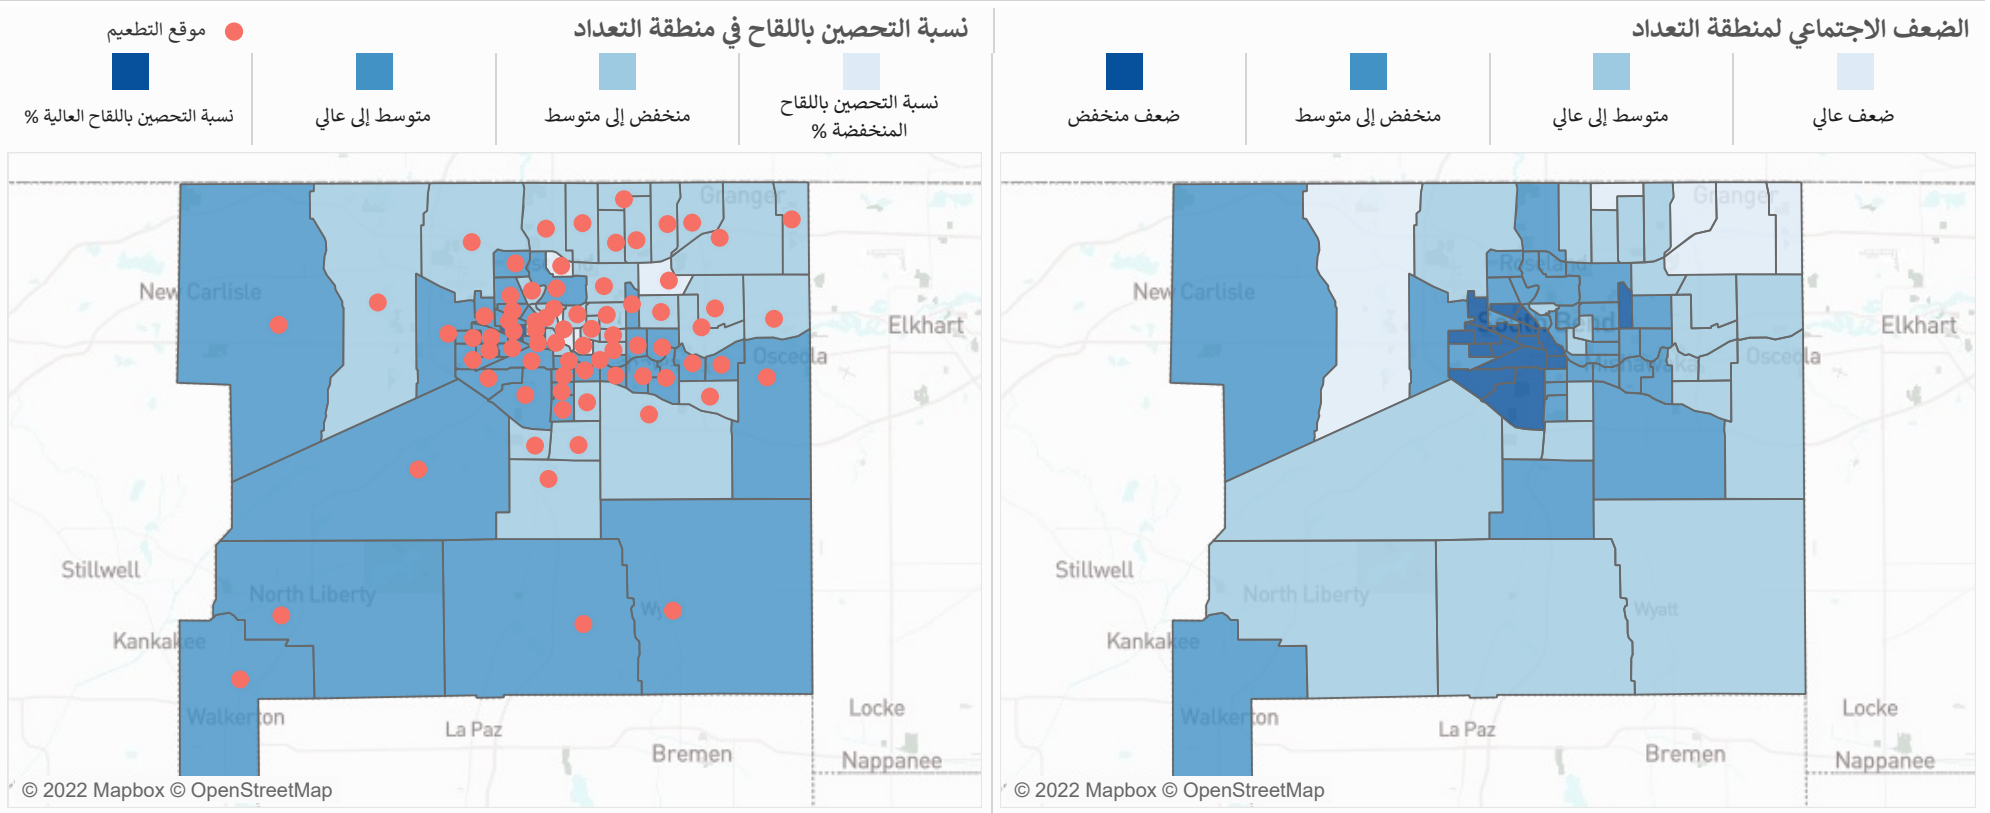 الضعف الاجتماعي لمنطقة التعداد
ضعف عالي
متوسط إلى عالي
منخفض إلى متوسط
ضعف منخفض
Granger
Roseland
New Carlisle
South Bend
Elkhart
Mishawaka
Osceola
Stillwell
North Liberty
Wyatt
Kankakee
Walkerton
La Paz
Locke
Bremen
Nappanee
© 2022 Mapbox © OpenStreetMap
نسبة التحصين باللقاح في منطقة التعداد
موقع التطعيم
نسبة التحصين باللقاح
المنخفضة %
منخفض إلى متوسط
متوسط إلى عالي
نسبة التحصين باللقاح العالية %
Granger
New Carlisle
Elkhart
Osceola
Stillwell
North Liberty
Kankakee
Walkerton
La Paz
Locke
Bremen
Nappanee
© 2022 Mapbox © OpenStreetMap